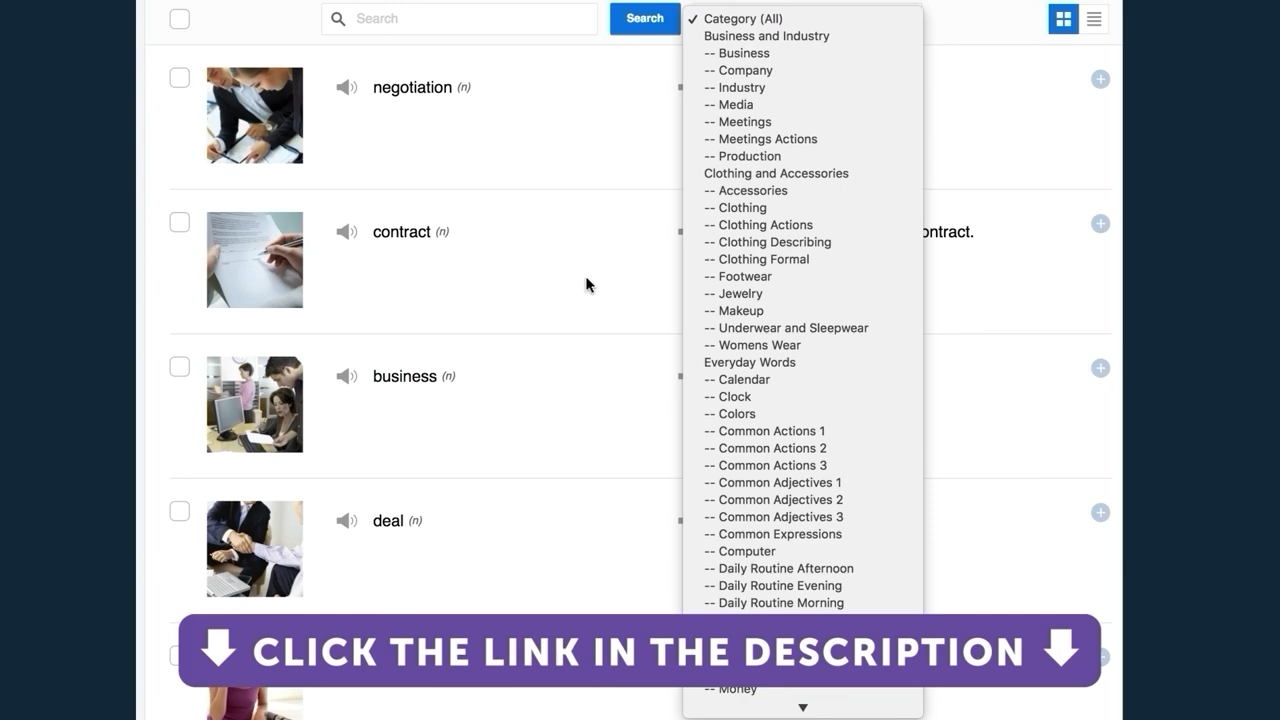 Search
Search
✓ Category (All)
Business and Industry
-- Business
-- Company
-- Industry
-- Media
-- Meetings
-- Meetings Actions
-- Production
Clothing and Accessories
-- Accessories
-- Clothing
-- Clothing Actions
-- Clothing Describing
-- Clothing Formal
-- Footwear
-- Jewelry
-- Makeup
-- Underwear and Sleepwear
-- Womens Wear
Everyday Words
-- Calendar
-- Clock
-- Colors
-- Common Actions 1
-- Common Actions 2
-- Common Actions 3
-- Common Adjectives 1
-- Common Adjectives 2
-- Common Adjectives 3
-- Common Expressions
-- Computer
-- Daily Routine Afternoon
-- Daily Routine Evening
-- Daily Routine Morning
-- Money
negotiation (n)
contract (n)
ontract.
business (n)
deal (n)
CLICK THE LINK IN THE DESCRIPTION